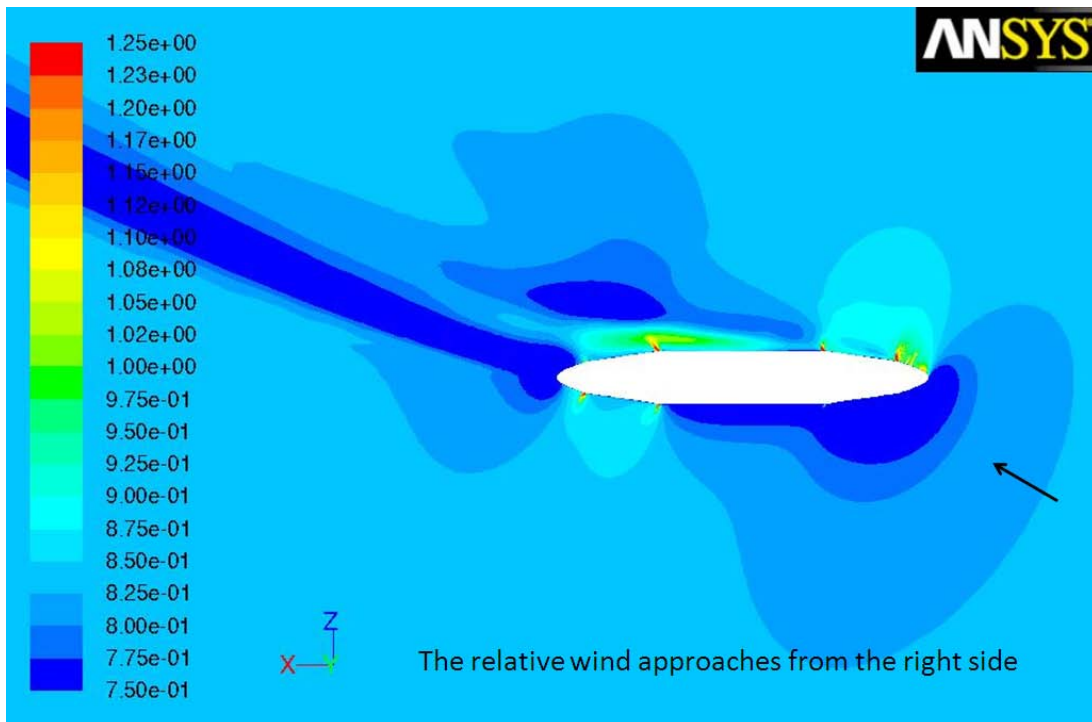 ANSYS
1.25e+00
1.23e+00
1.20e+00
1.17e+00
1.15e+00
1.12e+00
1.10e+00
1.08e+00
1.05e+00
1.02e+00
1.00e+00
9.75e-01
9.50e-01
9.25e-01
9.00e-01
8.75e-01
8.50e-01
8.25e-01
8.00e-01
7.75e-01
7.50e-01
Z
X Y
The relative wind approaches from the right side